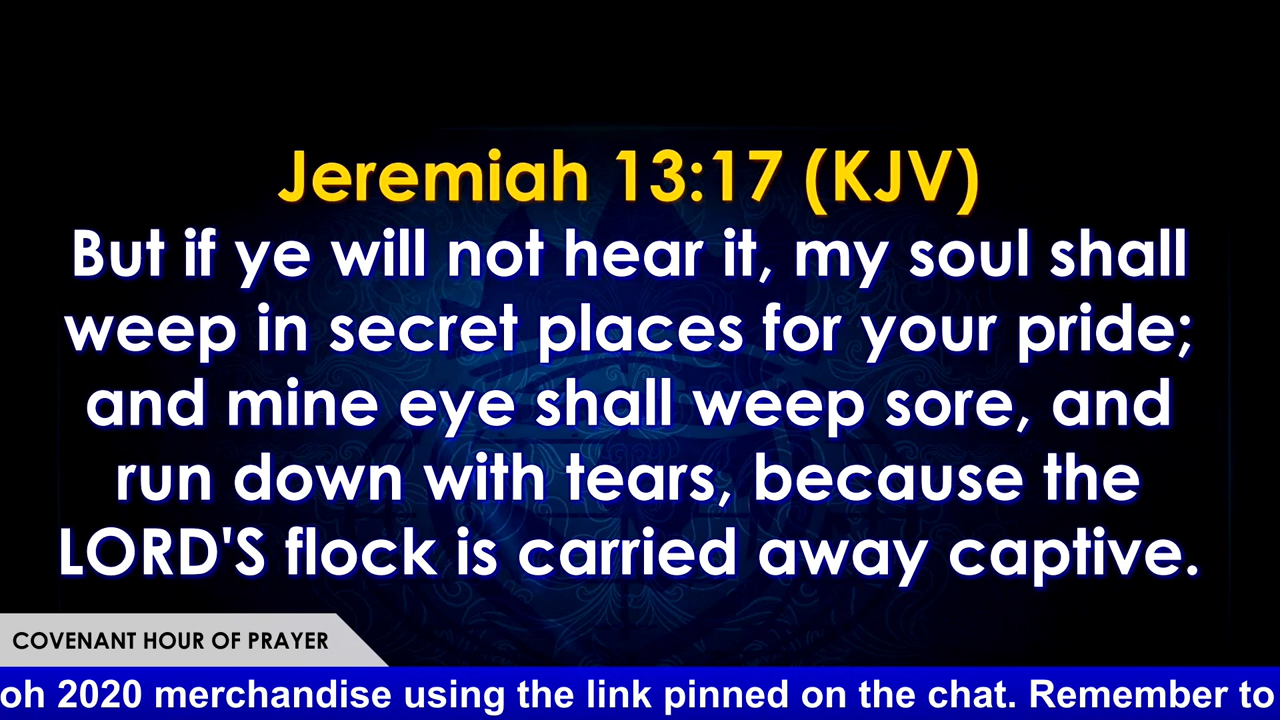 Jeremiah 13:17 (KJV)
But if ye will not hear it, my soul shall
weep in secret places for your pride;
and mine eye shall weep sore, and
run down with tears, because the
LORD'S flock is carried away captive.
COVENANT HOUR OF PRAYER
oh 2020 merchandise using the link pinned on the chat. Remember to